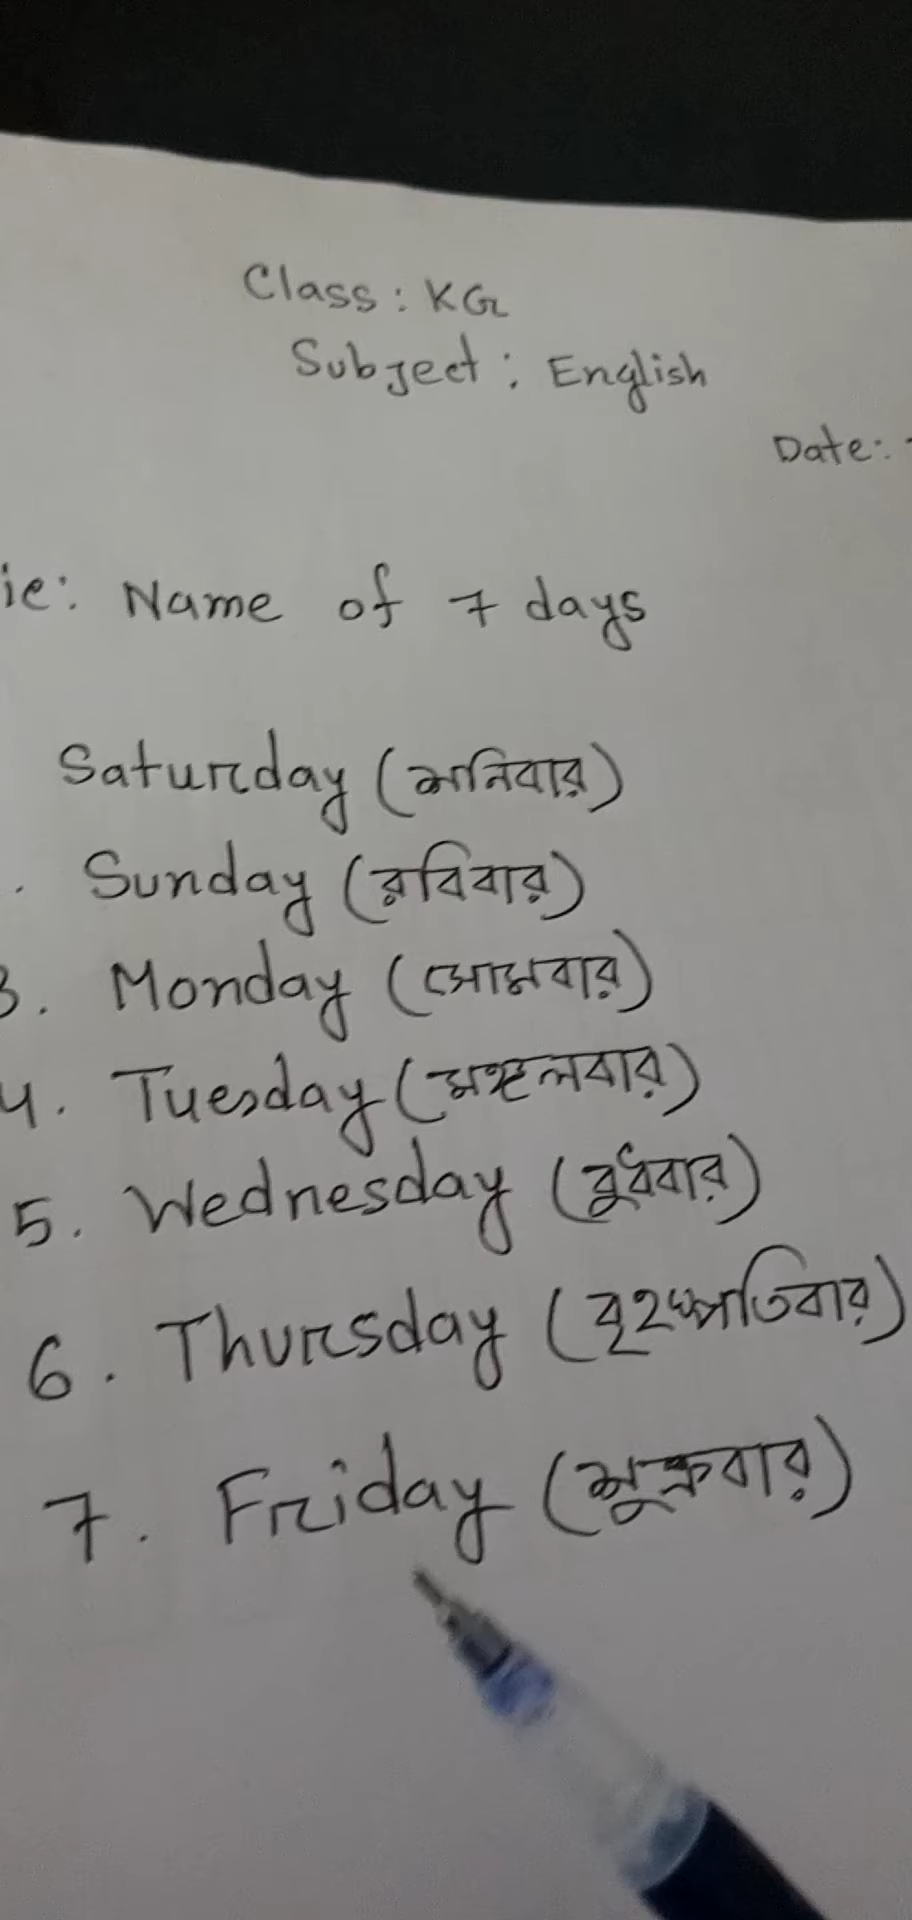 Class: KG
Subject: English
Date:
ie: Name of 7 days
Saturday (শনিবার)
. Sunday (রবিবার)
3. Monday (সোমবার)
4. Tuesday (মঙ্গলবার)
5. Wednesday (বুধবার)
6. Thursday (বৃহস্পতিবার)
7. Friday (শুক্রবার)